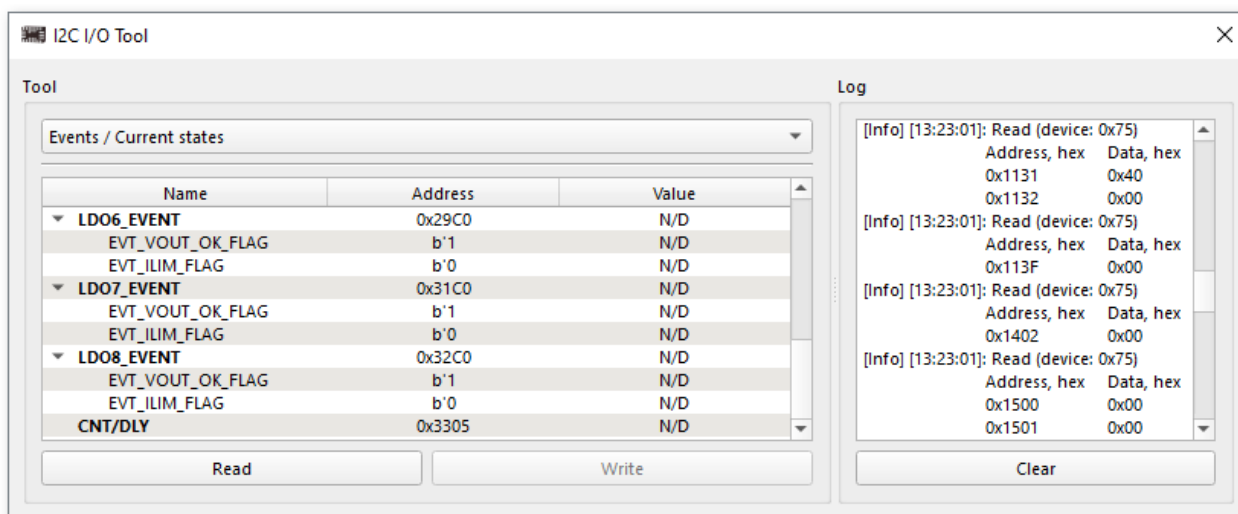 I2C I/O Tool
Tool
Events / Current states
Name Address Value
LDO6_EVENT 0x29C0 N/D
EVT_VOUT_OK_FLAG b'1 N/D
EVT_ILIM_FLAG b'0 N/D
LDO7_EVENT 0x31C0 N/D
EVT_VOUT_OK_FLAG b'1 N/D
EVT_ILIM_FLAG b'0 N/D
LDO8_EVENT 0x32C0 N/D
EVT_VOUT_OK_FLAG b'1 N/D
EVT_ILIM_FLAG b'0 N/D
CNT/DLY 0x3305 N/D
Read Write
Log
[Info] [13:23:01]: Read (device: 0x75)
Address, hex Data, hex
0x1131 0x40
0x1132 0x00
[Info] [13:23:01]: Read (device: 0x75)
Address, hex Data, hex
0x113F 0x00
[Info] [13:23:01]: Read (device: 0x75)
Address, hex Data, hex
0x1402 0x00
[Info] [13:23:01]: Read (device: 0x75)
Address, hex Data, hex
0x1500 0x00
0x1501 0x00
Clear